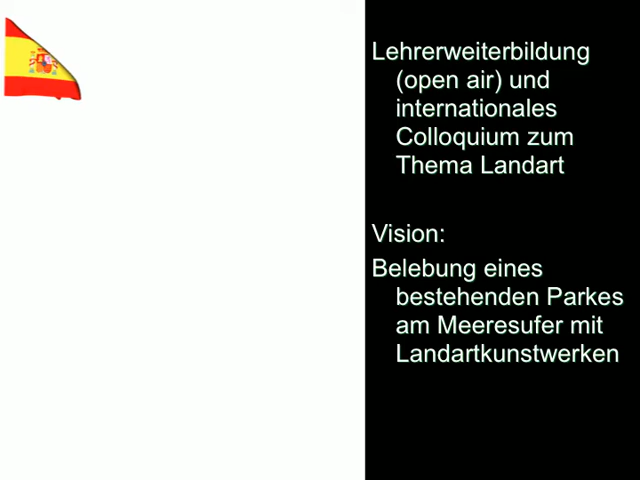 Lehrerweiterbildung
(open air) und
internationales
Colloquium zum
Thema Landart
Vision:
Belebung eines
bestehenden Parkes
am Meeresufer mit
Landartkunstwerken